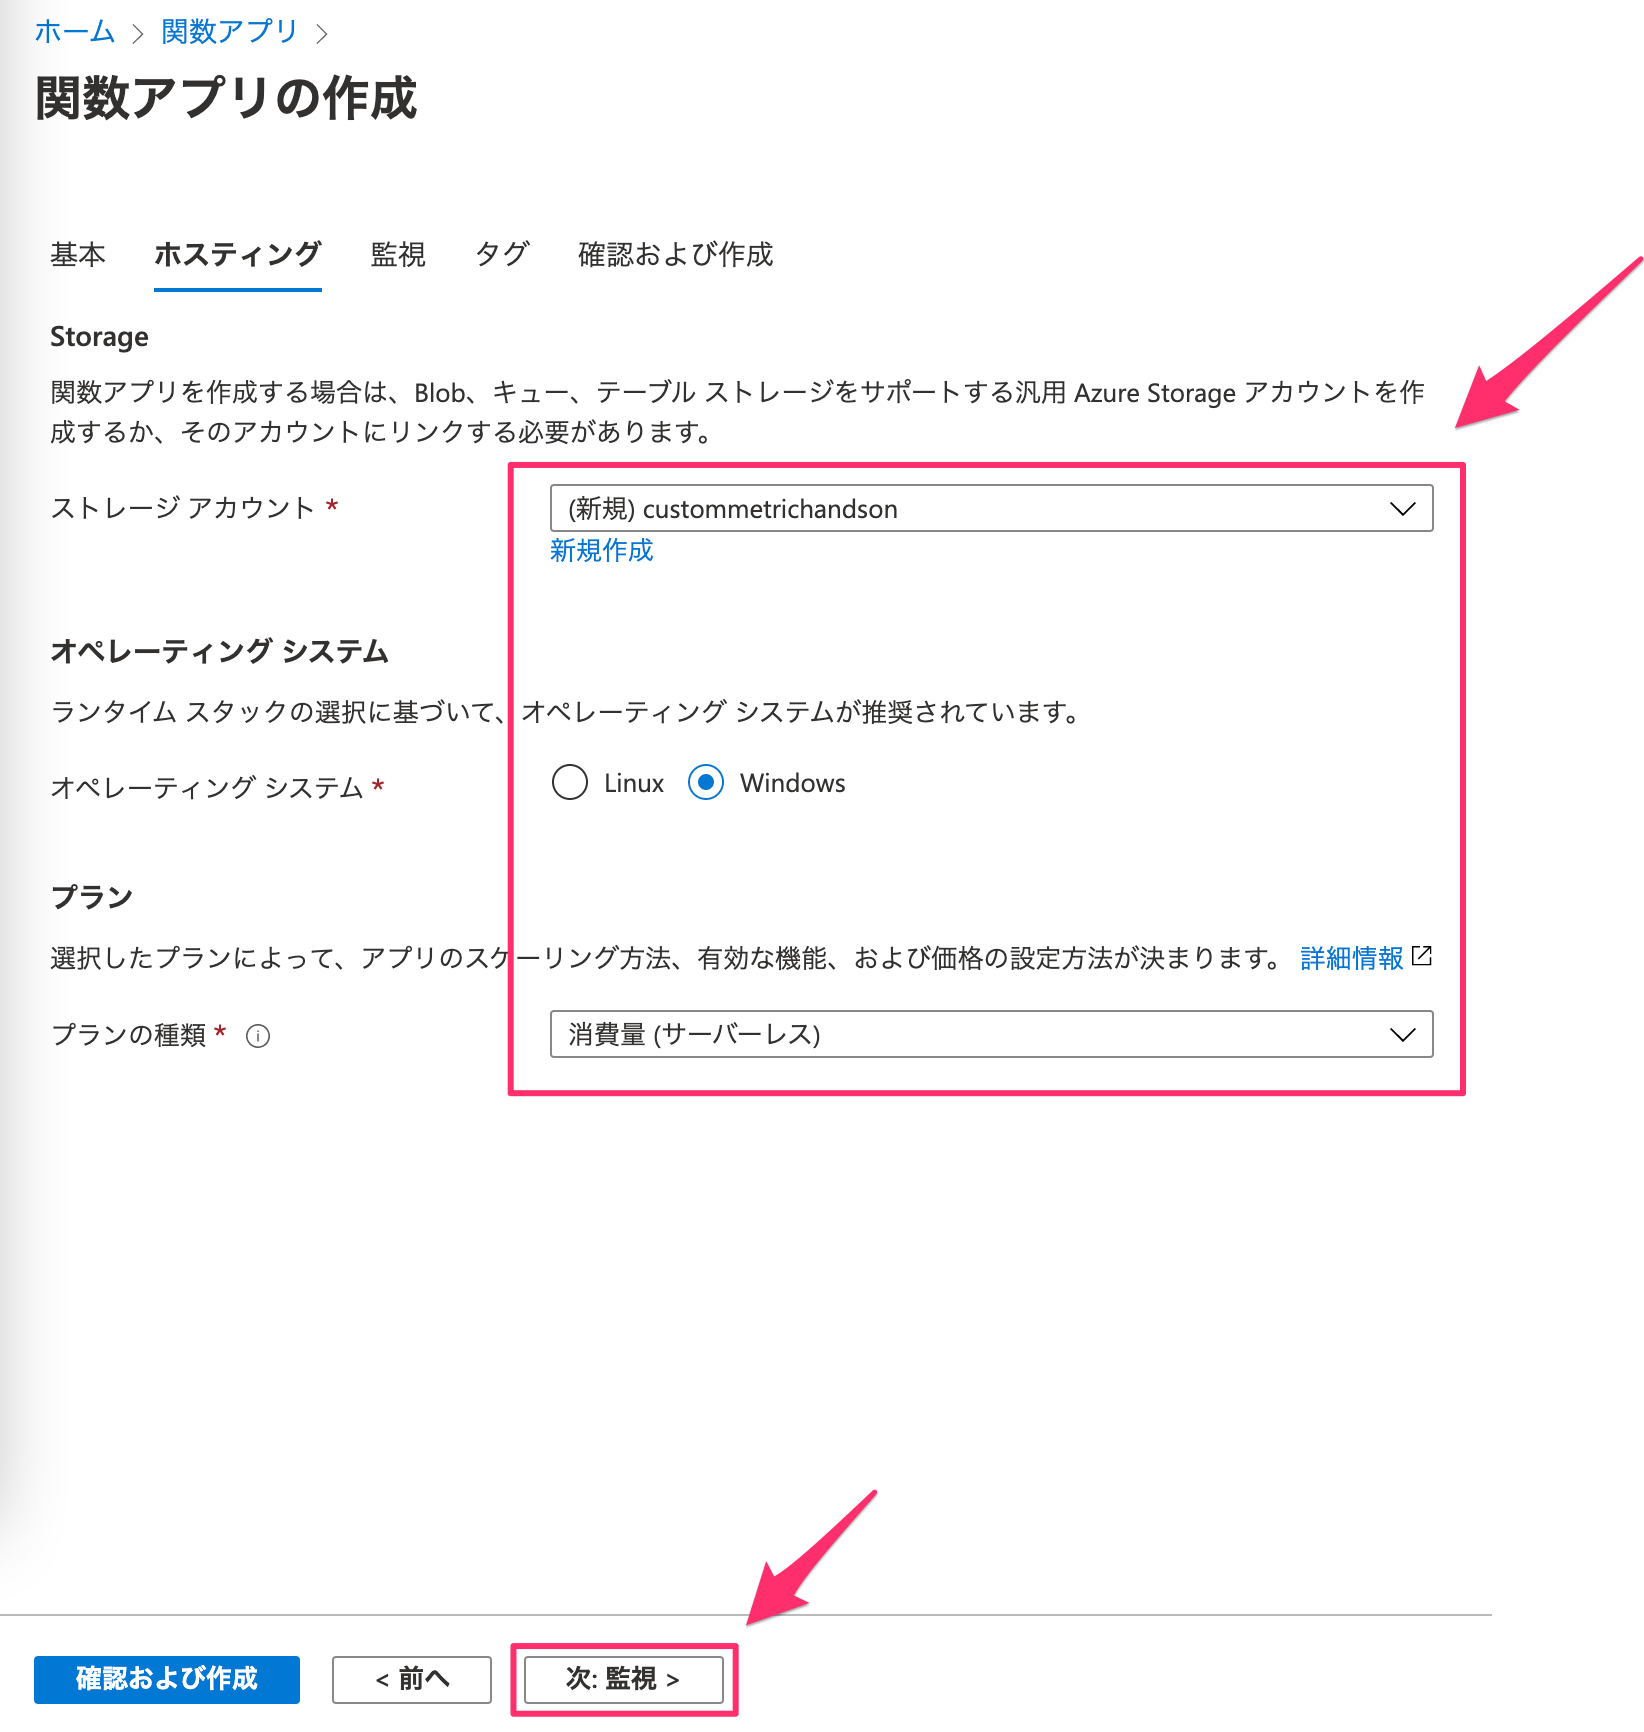 ホーム > 関数アプリ >
関数アプリの作成
基本 ホスティング 監視 タグ 確認および作成
Storage
関数アプリを作成する場合は、Blob、キュー、テーブル ストレージをサポートする汎用 Azure Storage アカウントを作
成するか、そのアカウントにリンクする必要があります。
ストレージ アカウント *
(新規) custommetrichandson
新規作成
オペレーティング システム
ランタイム スタックの選択に基づいて、オペレーティング システムが推奨されています。
オペレーティング システム *
Linux Windows
プラン
選択したプランによって、アプリのスケーリング方法、有効な機能、および価格の設定方法が決まります。 詳細情報
プランの種類 *
消費量 (サーバーレス)
確認および作成 < 前へ 次: 監視 >